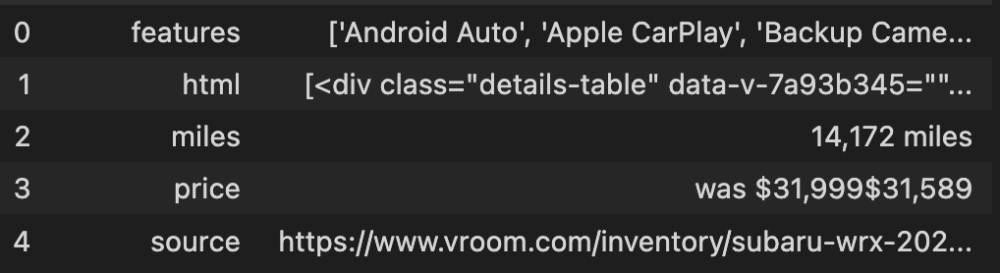 0 features ['Android Auto', 'Apple CarPlay', 'Backup Came...
1 html [<div class="details-table" data-v-7a93b345=""...
2 miles 14,172 miles
3 price was $31,999$31,589
4 source https://www.vroom.com/inventory/subaru-wrx-202...